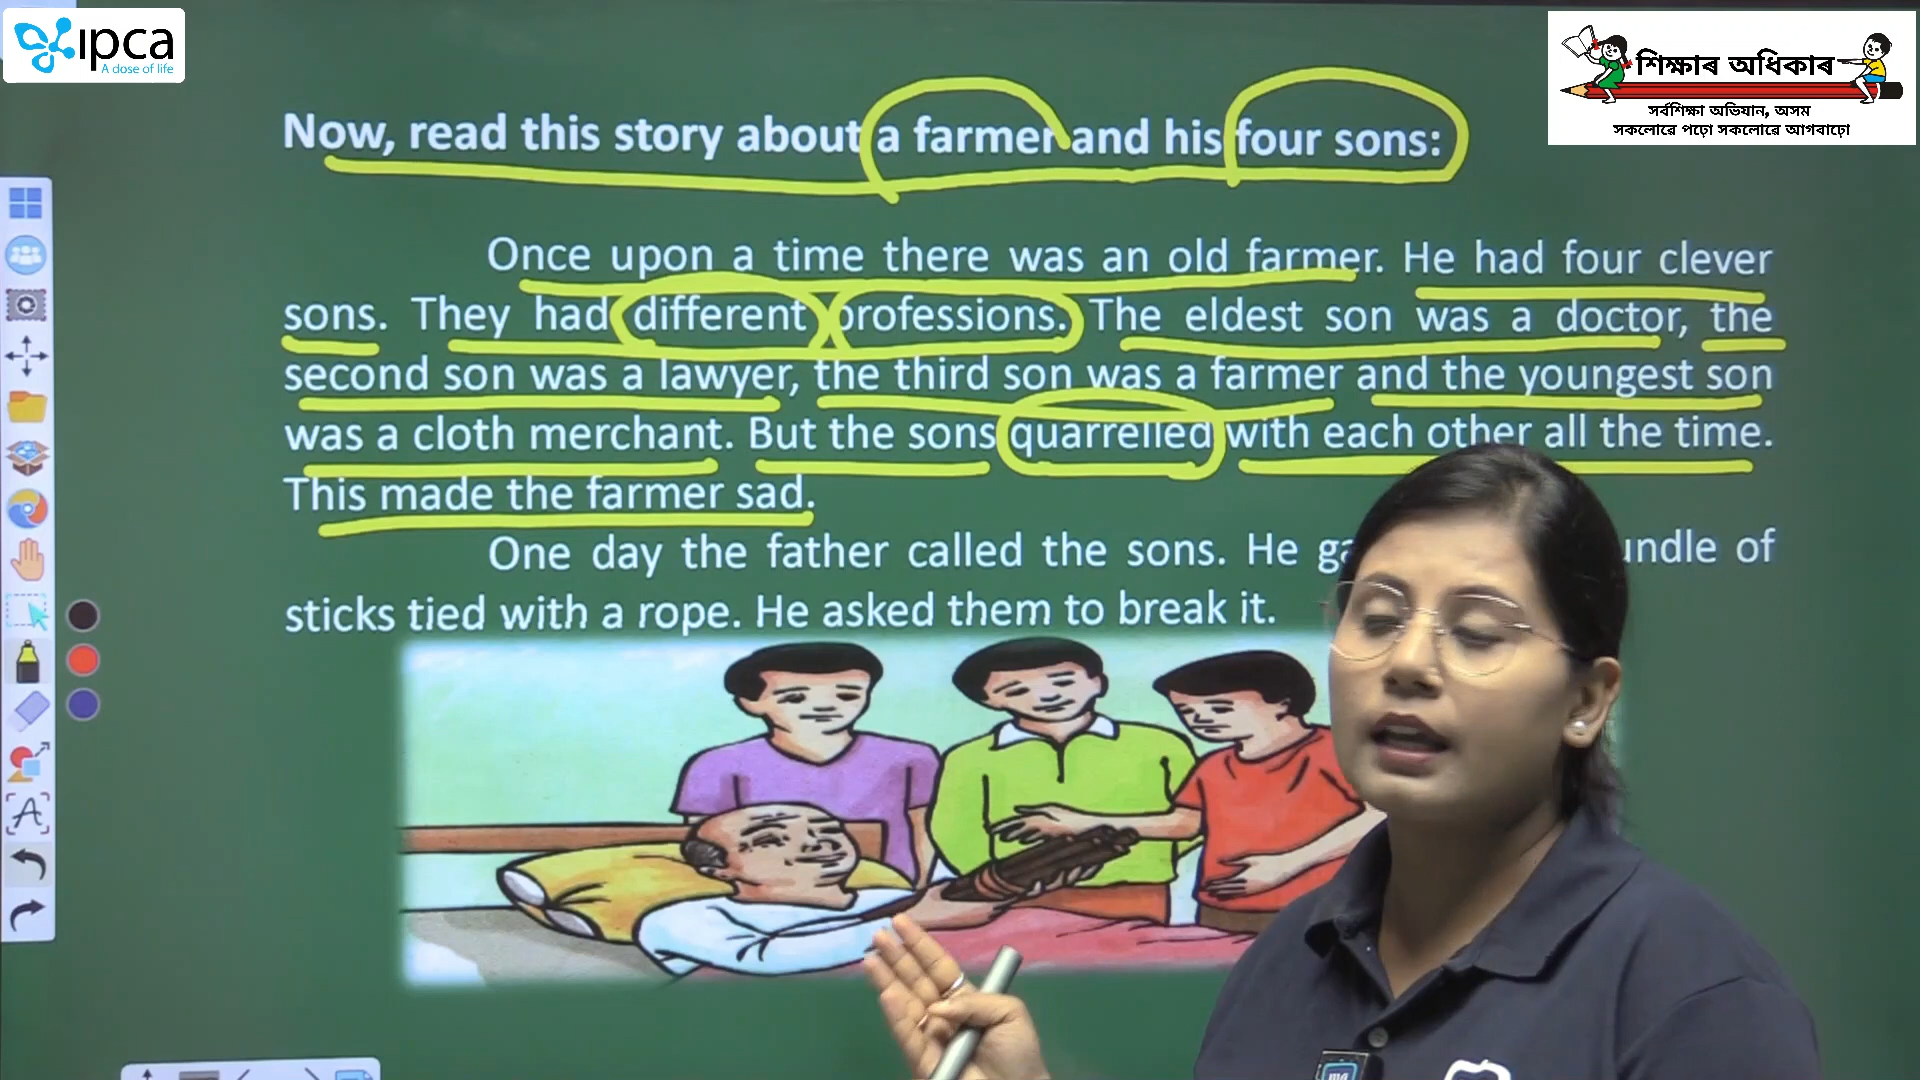 ıpca
A dose of life
শিক্ষাৰ অধিকাৰ
সৰ্বশিক্ষা অভিযান, অসম
সকলোৱে পঢ়ো সকলোৱে আগবাঢ়ো
Now, read this story about a farmer and his four sons:
Once upon a time there was an old farmer. He had four clever
sons. They had different professions. The eldest son was a doctor, the
second son was a lawyer, the third son was a farmer and the youngest son
was a cloth merchant. But the sons quarrelled with each other all the time.
This made the farmer sad.
One day the father called the sons. He of
sticks tied with a rope. He asked them to break it.